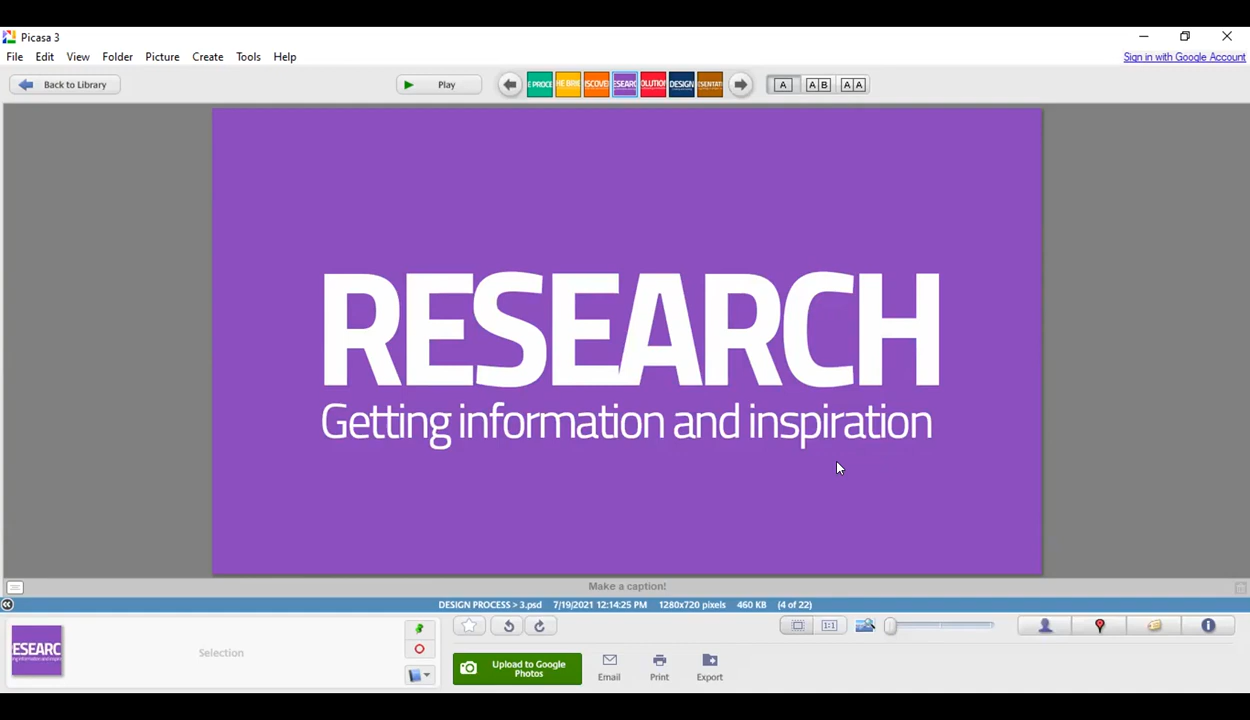 Picasa 3
File Edit View Folder Picture Create Tools Help
Sign in with Google Account
Back to Library
Play
A
A B
A A
RESEARCH
Getting information and inspiration
Make a caption!
DESIGN PROCESS > 3.psd 7/19/2021 12:14:25 PM 1280x720 pixels 460 KB (4 of 22)
1:1
Selection
Upload to Google
Photos
Email
Print
Export